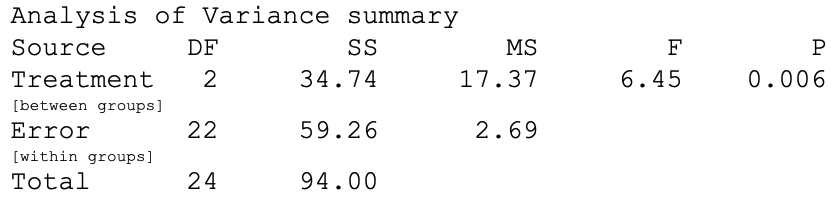 Analysis of Variance summary
Source DF SS MS F P
Treatment 2 34.74 17.37 6.45 0.006
[between groups]
Error 22 59.26 2.69
[within groups]
Total 24 94.00